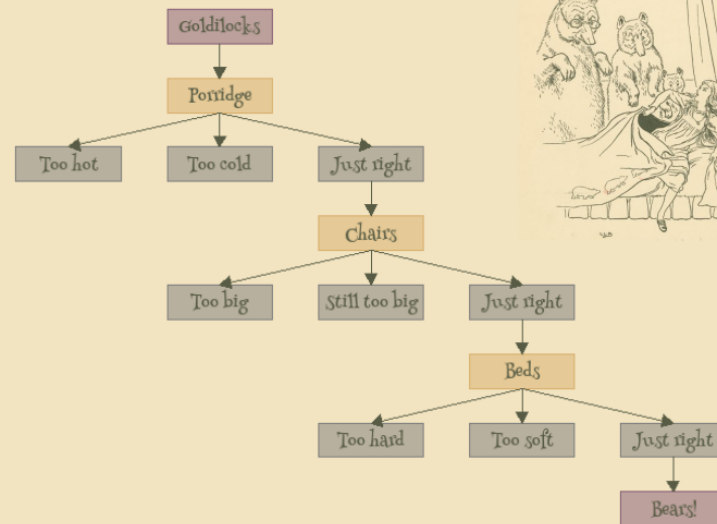 Goldilocks
Porridge
Too hot
Too cold
Just right
Chairs
Too big
Still too big
Just right
Beds
Too hard
Too soft
Just right
Bears!